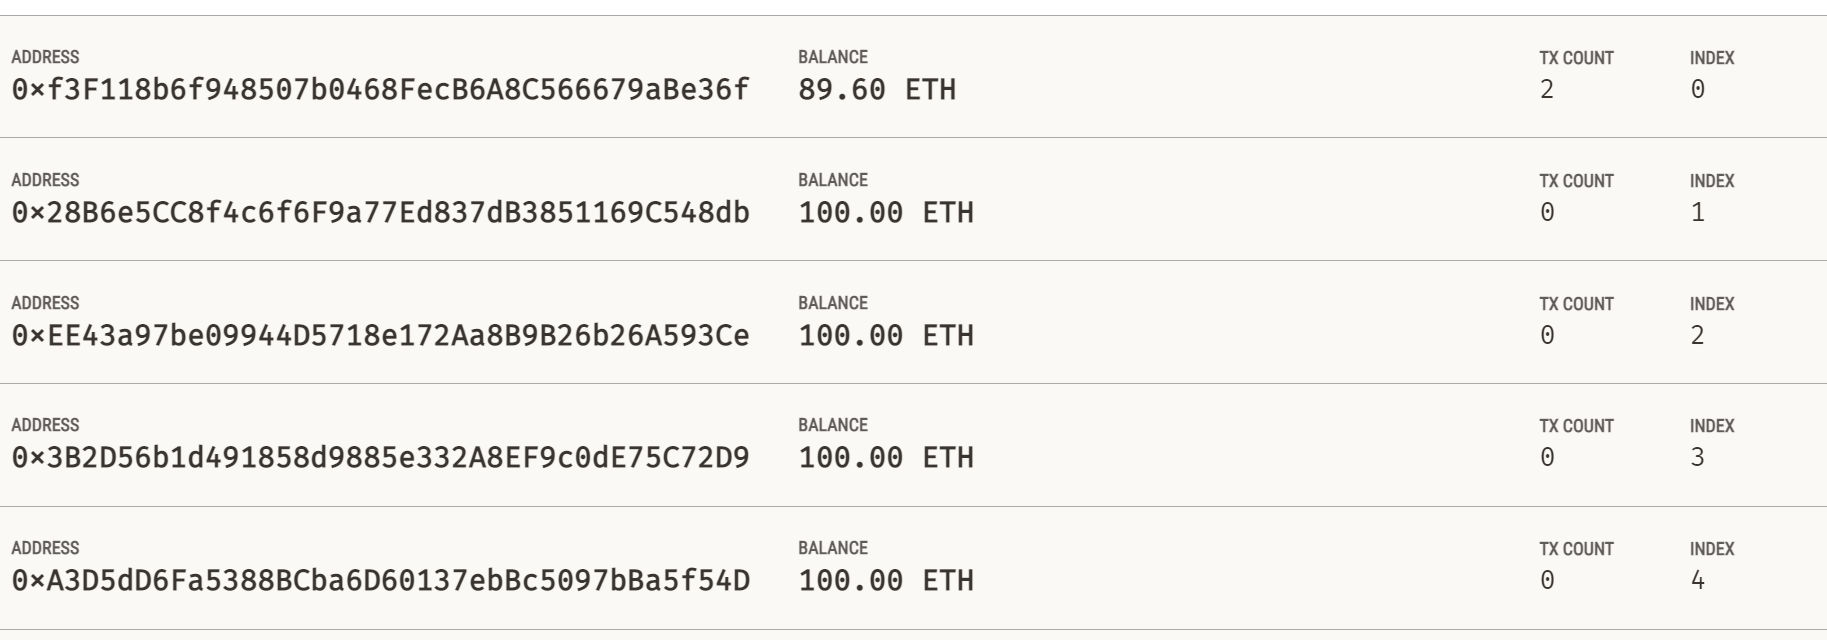 ADDRESS BALANCE TX COUNT INDEX
0xf3F118b6f948507b0468FecB6A8C566679aBe36f 89.60 ETH 2 0
ADDRESS BALANCE TX COUNT INDEX
0x28B6e5CC8f4c6f6F9a77Ed837dB3851169C548db 100.00 ETH 0 1
ADDRESS BALANCE TX COUNT INDEX
0xEE43a97be09944D5718e172Aa8B9B26b26A593Ce 100.00 ETH 0 2
ADDRESS BALANCE TX COUNT INDEX
0x3B2D56b1d491858d9885e332A8EF9c0dE75C72D9 100.00 ETH 0 3
ADDRESS BALANCE TX COUNT INDEX
0xA3D5dD6Fa5388BCba6D60137ebBc5097bBa5f54D 100.00 ETH 0 4